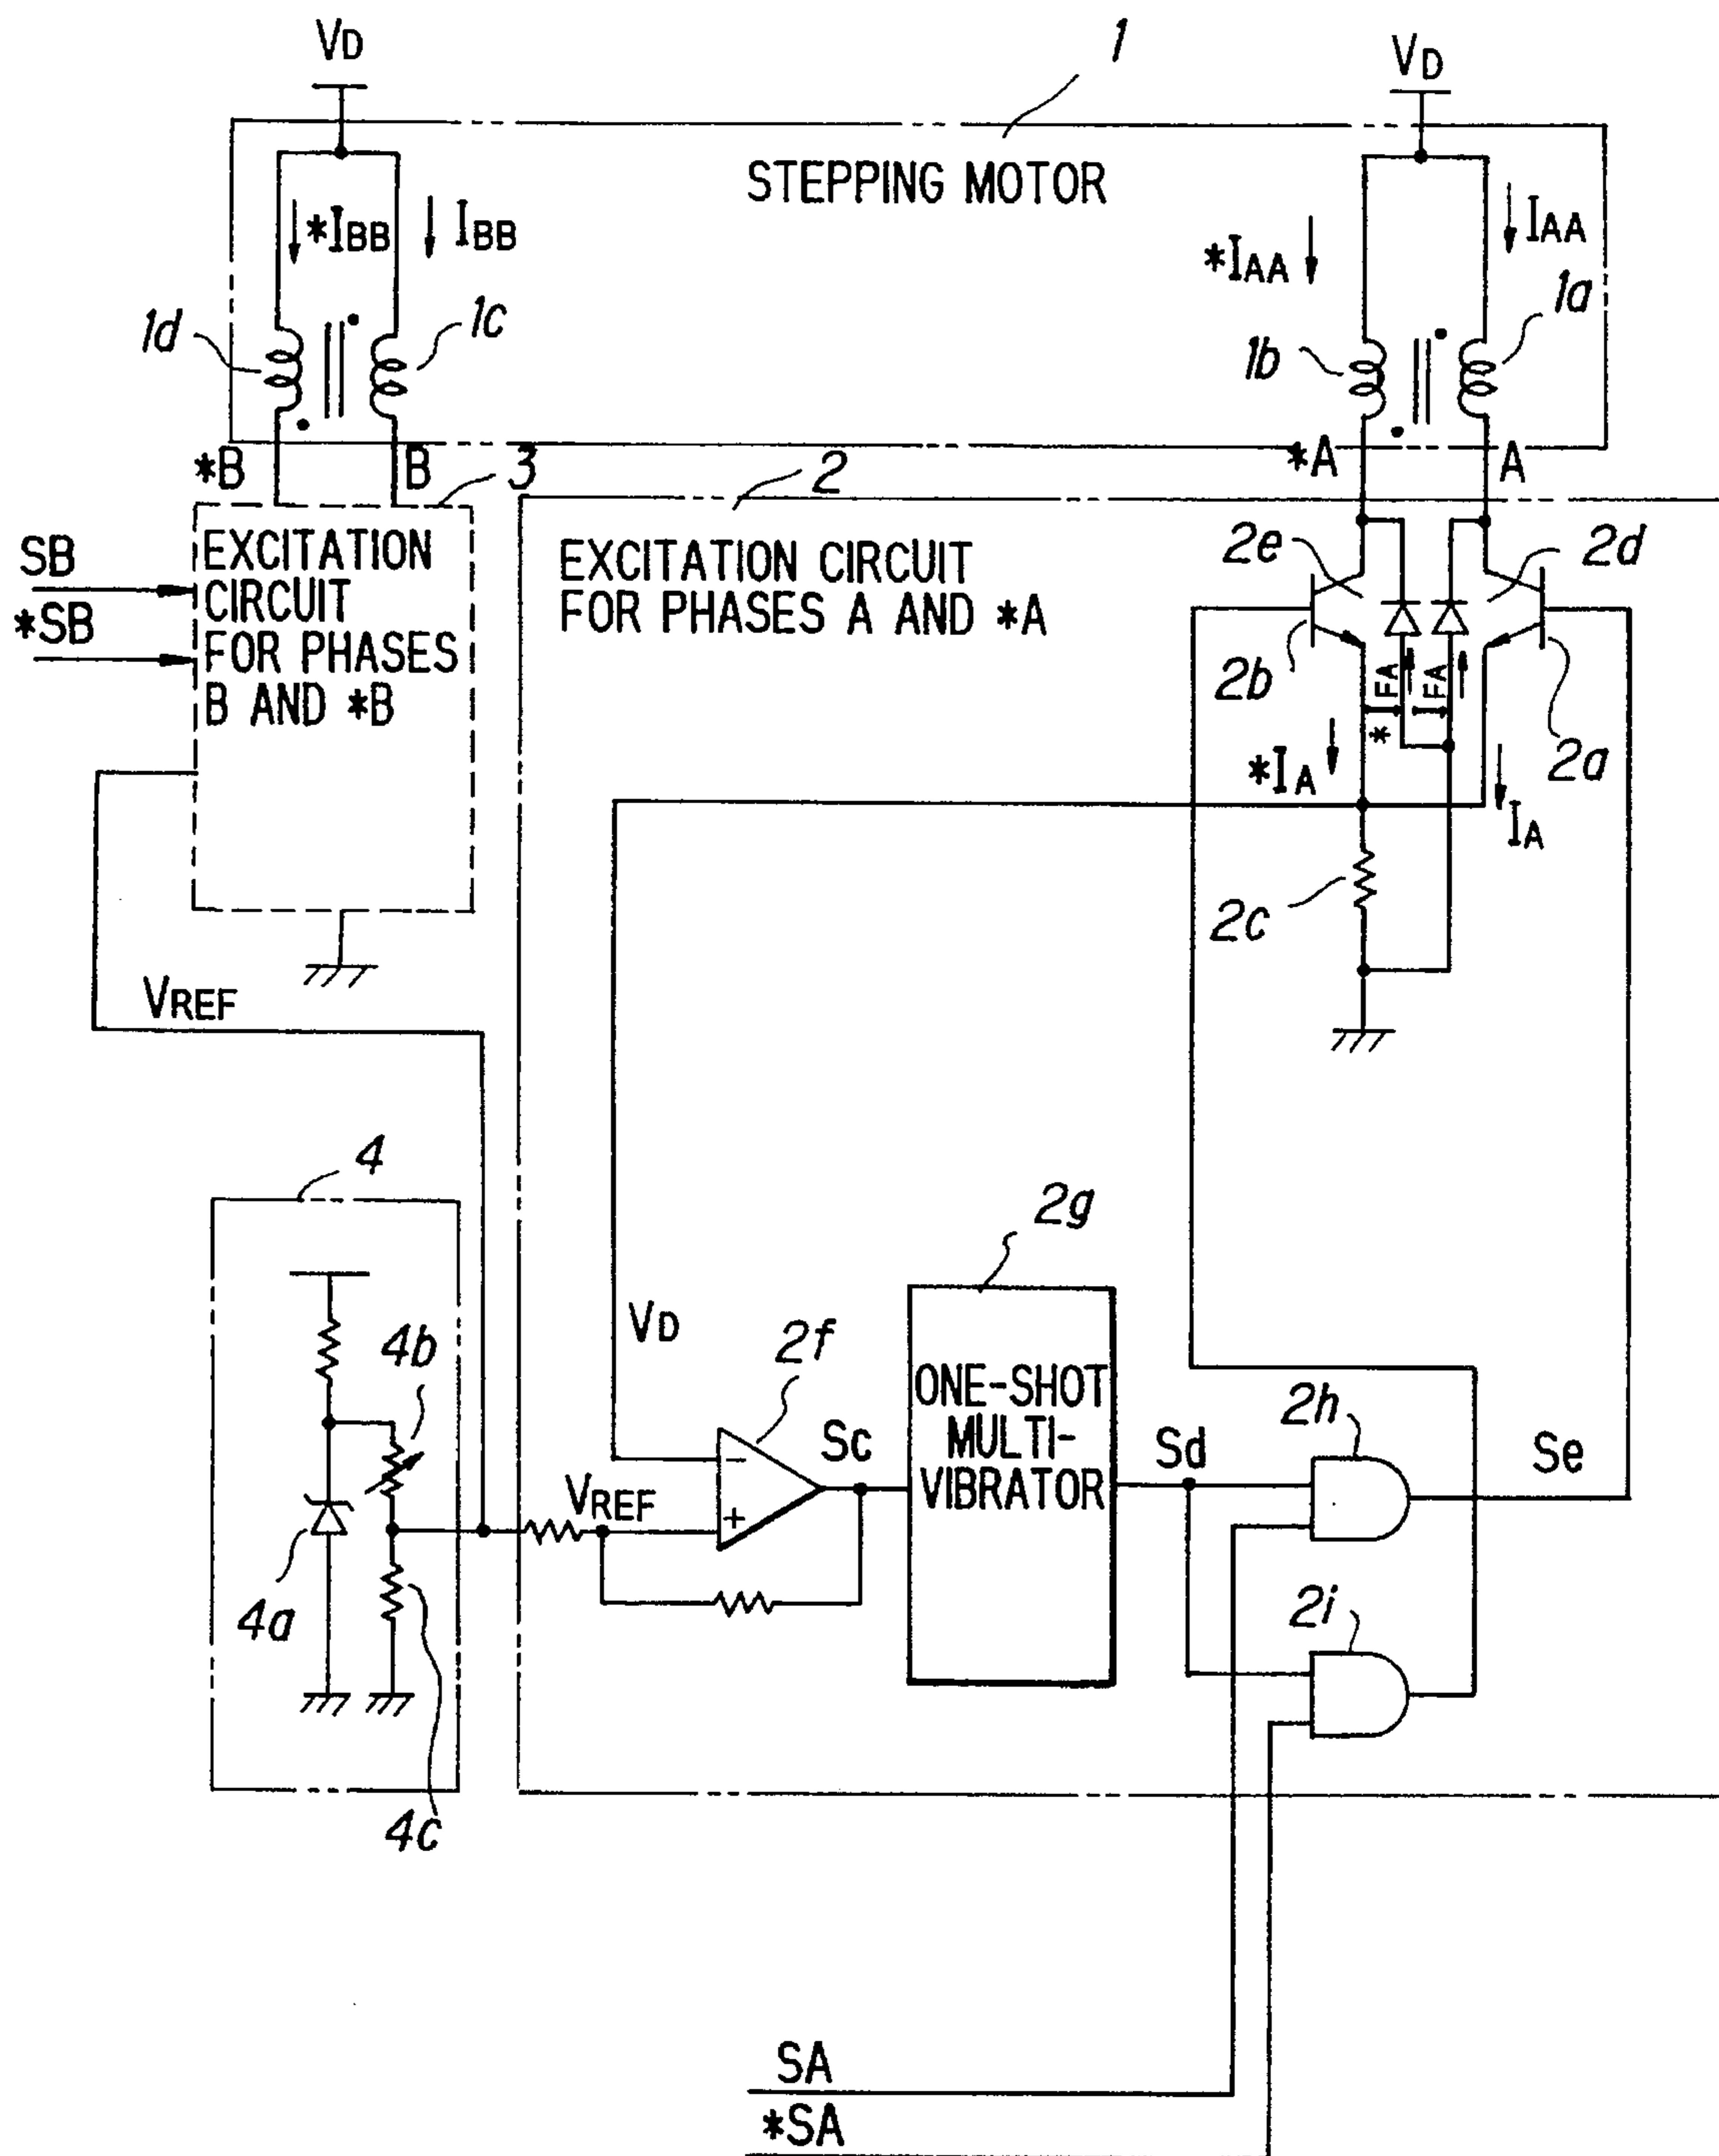 VD
1
VD
STEPPING MOTOR
*IBB
IBB
*IAA
IAA
1d
1c
1b
1a
*B
B
3
2
*A
A
SB
*SB
EXCITATION
CIRCUIT
FOR PHASES
B AND *B
EXCITATION CIRCUIT
FOR PHASES A AND *A
2e
2d
2b
*IFA
IFA
2a
*IA
IA
2c
VREF
4
2g
VD
2f
4b
ONE-SHOT
MULTI-
VIBRATOR
Sc
Sd
2h
Se
VREF
-
+
4a
2i
4c
SA
*SA